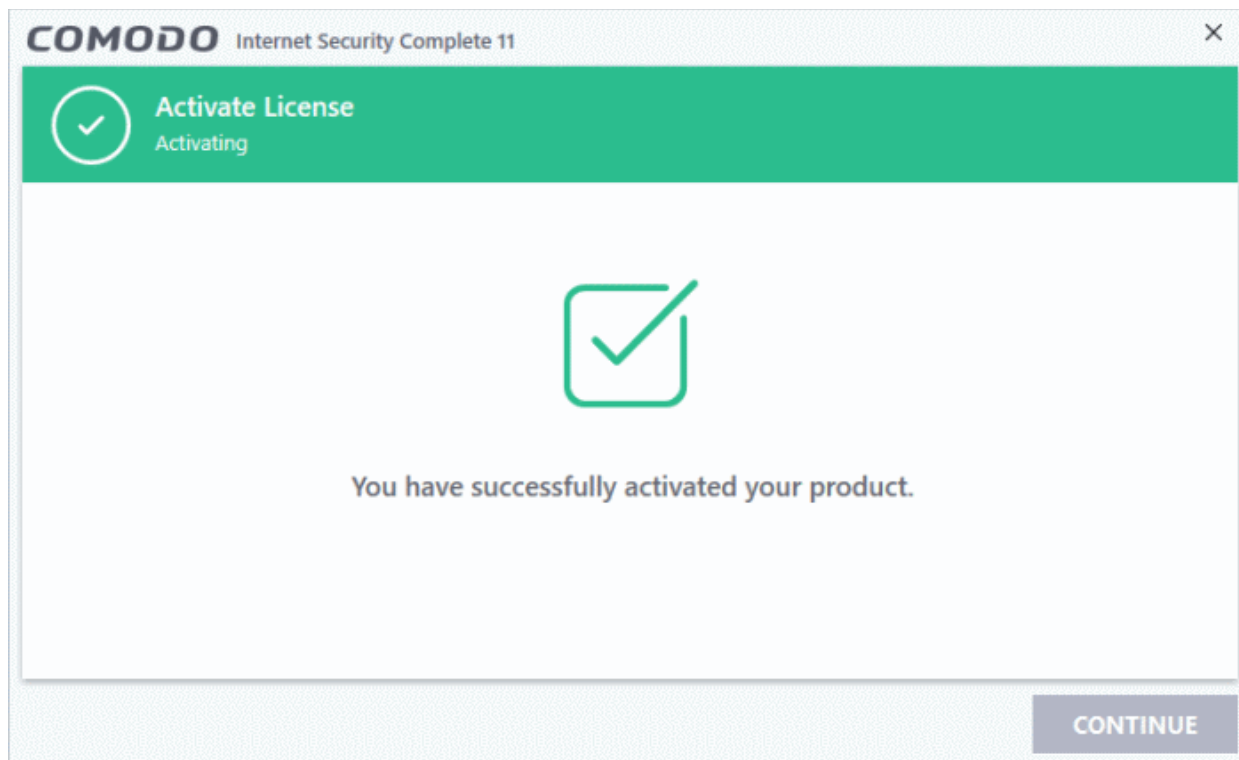 COMODO Internet Security Complete 11
Activate License
Activating
You have successfully activated your product.
CONTINUE